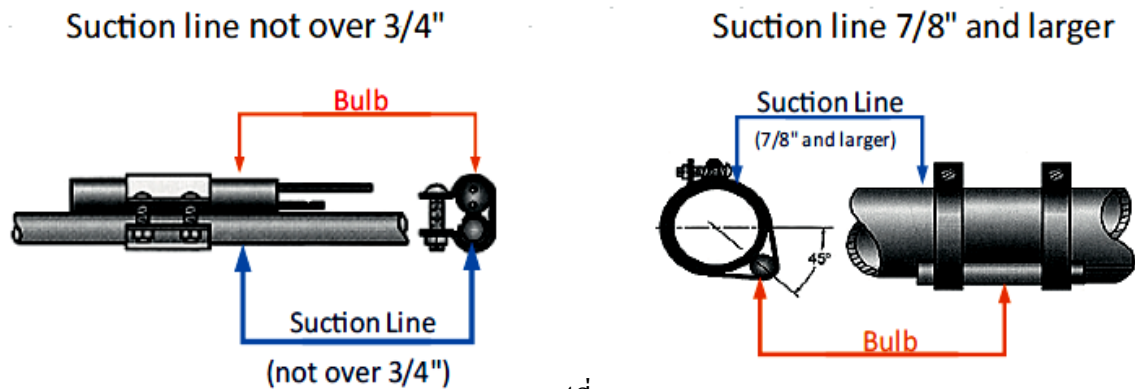 Suction line not over 3/4"
Suction line 7/8" and larger
Bulb
Suction Line
(not over 3/4")
Suction Line
(7/8" and larger)
45°
Bulb